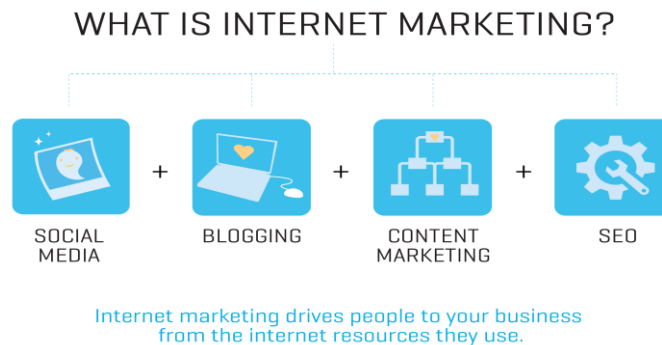 WHAT IS INTERNET MARKETING?
+
+
+
SOCIAL
MEDIA
BLOGGING
CONTENT
MARKETING
SEO
Internet marketing drives people to your business
from the internet resources they use.